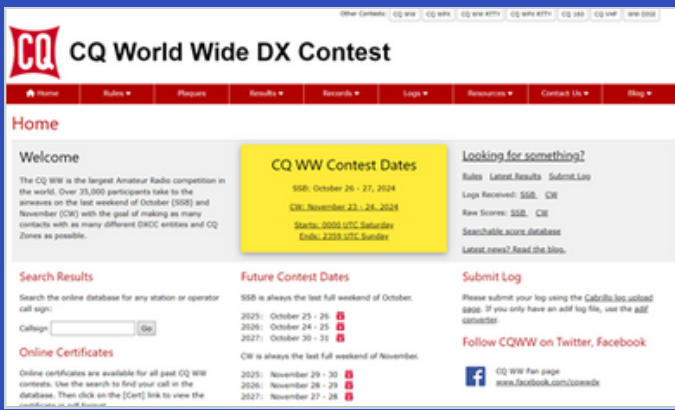 Other Contests: CQ WW CQ WPX CQ WW RTTY CQ WPX RTTY CQ 160 CQ VHF WW DIGI
CQ
CQ World Wide DX Contest
Home Rules Plaques Results Records Logs Resources Contact Us Blog
Home
Welcome
The CQ WW is the largest Amateur Radio competition in
the world. Over 35,000 participants take to the
airwaves on the last weekend of October (SSB) and
November (CW) with the goal of making as many
contacts with as many different DXCC entities and CQ
Zones as possible.
CQ WW Contest Dates
SSB: October 26 - 27, 2024
CW: November 23 - 24, 2024
Starts: 0000 UTC Saturday
Ends: 2359 UTC Sunday
Looking for something?
Rules Latest Results Submit Log
Logs Received: SSB CW
Raw Scores: SSB CW
Searchable score database
Latest news? Read the blog.
Search Results
Search the online database for any station or operator
call sign:
Callsign Go
Online Certificates
Online certificates are available for all past CQ WW
contests. Use the search to find your call in the
database. Then click on the [Cert] link to view the
certificate in pdf format.
Future Contest Dates
SSB is always the last full weekend of October.
2025: October 25 - 26
2026: October 24 - 25
2027: October 30 - 31
CW is always the last full weekend of November.
2025: November 29 - 30
2026: November 28 - 29
2027: November 27 - 28
Submit Log
Please submit your log using the Cabrillo log upload
page. If you only have an adif log file, use the adif
converter.
Follow CQWW on Twitter, Facebook
CQ WW Fan page
www.facebook.com/cqwwdx